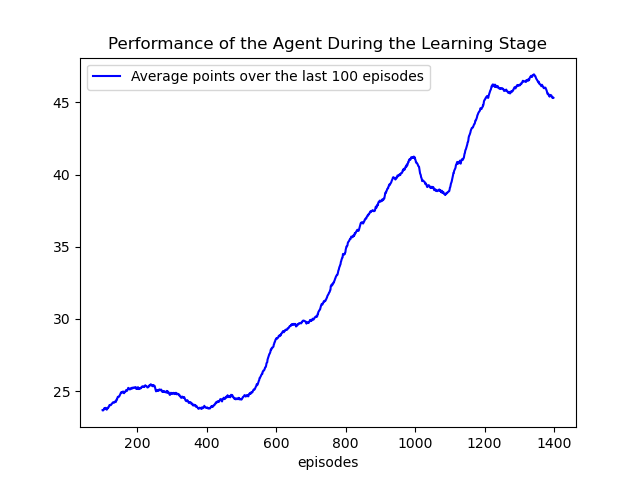 Performance of the Agent During the Learning Stage
Average points over the last 100 episodes
45
40
35
30
25
200 400 600 800 1000 1200 1400
episodes